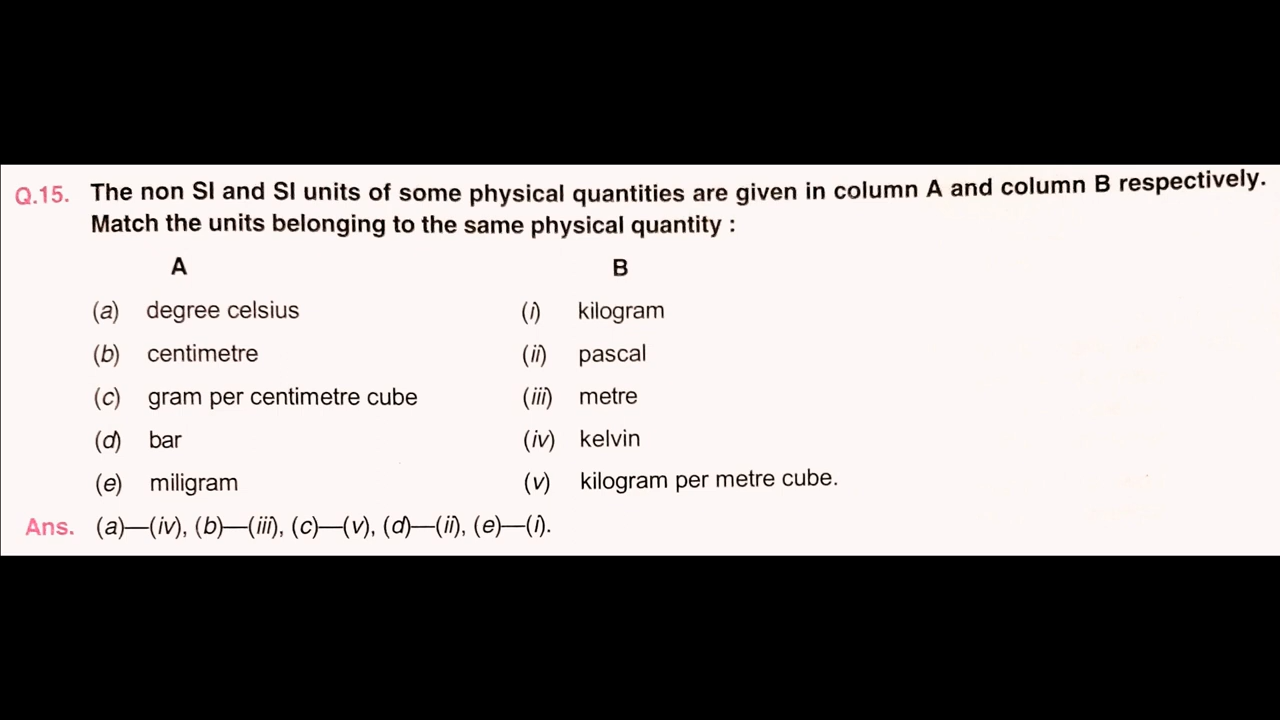 Q.15. The non SI and SI units of some physical quantities are given in column A and column B respectively.
Match the units belonging to the same physical quantity :
A B
(a) degree celsius (i) kilogram
(b) centimetre (ii) pascal
(c) gram per centimetre cube (iii) metre
(d) bar (iv) kelvin
(e) miligram (v) kilogram per metre cube.
Ans. (a)—(iv), (b)—(iii), (c)—(v), (d)—(ii), (e)—(i).